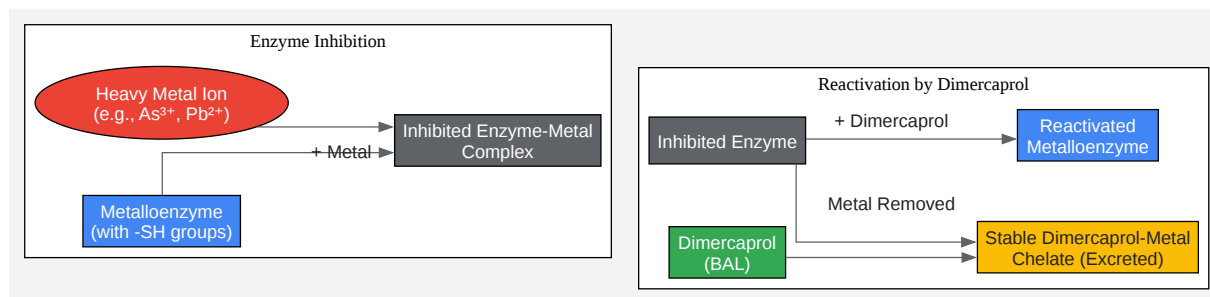 Enzyme Inhibition
Heavy Metal Ion
(e.g., As³⁺, Pb²⁺)
Inhibited Enzyme-Metal
Complex
+ Metal
Metalloenzyme
(with -SH groups)
Reactivation by Dimercaprol
Inhibited Enzyme
+ Dimercaprol
Reactivated
Metalloenzyme
Metal Removed
Dimercaprol
(BAL)
Stable Dimercaprol-Metal
Chelate (Excreted)